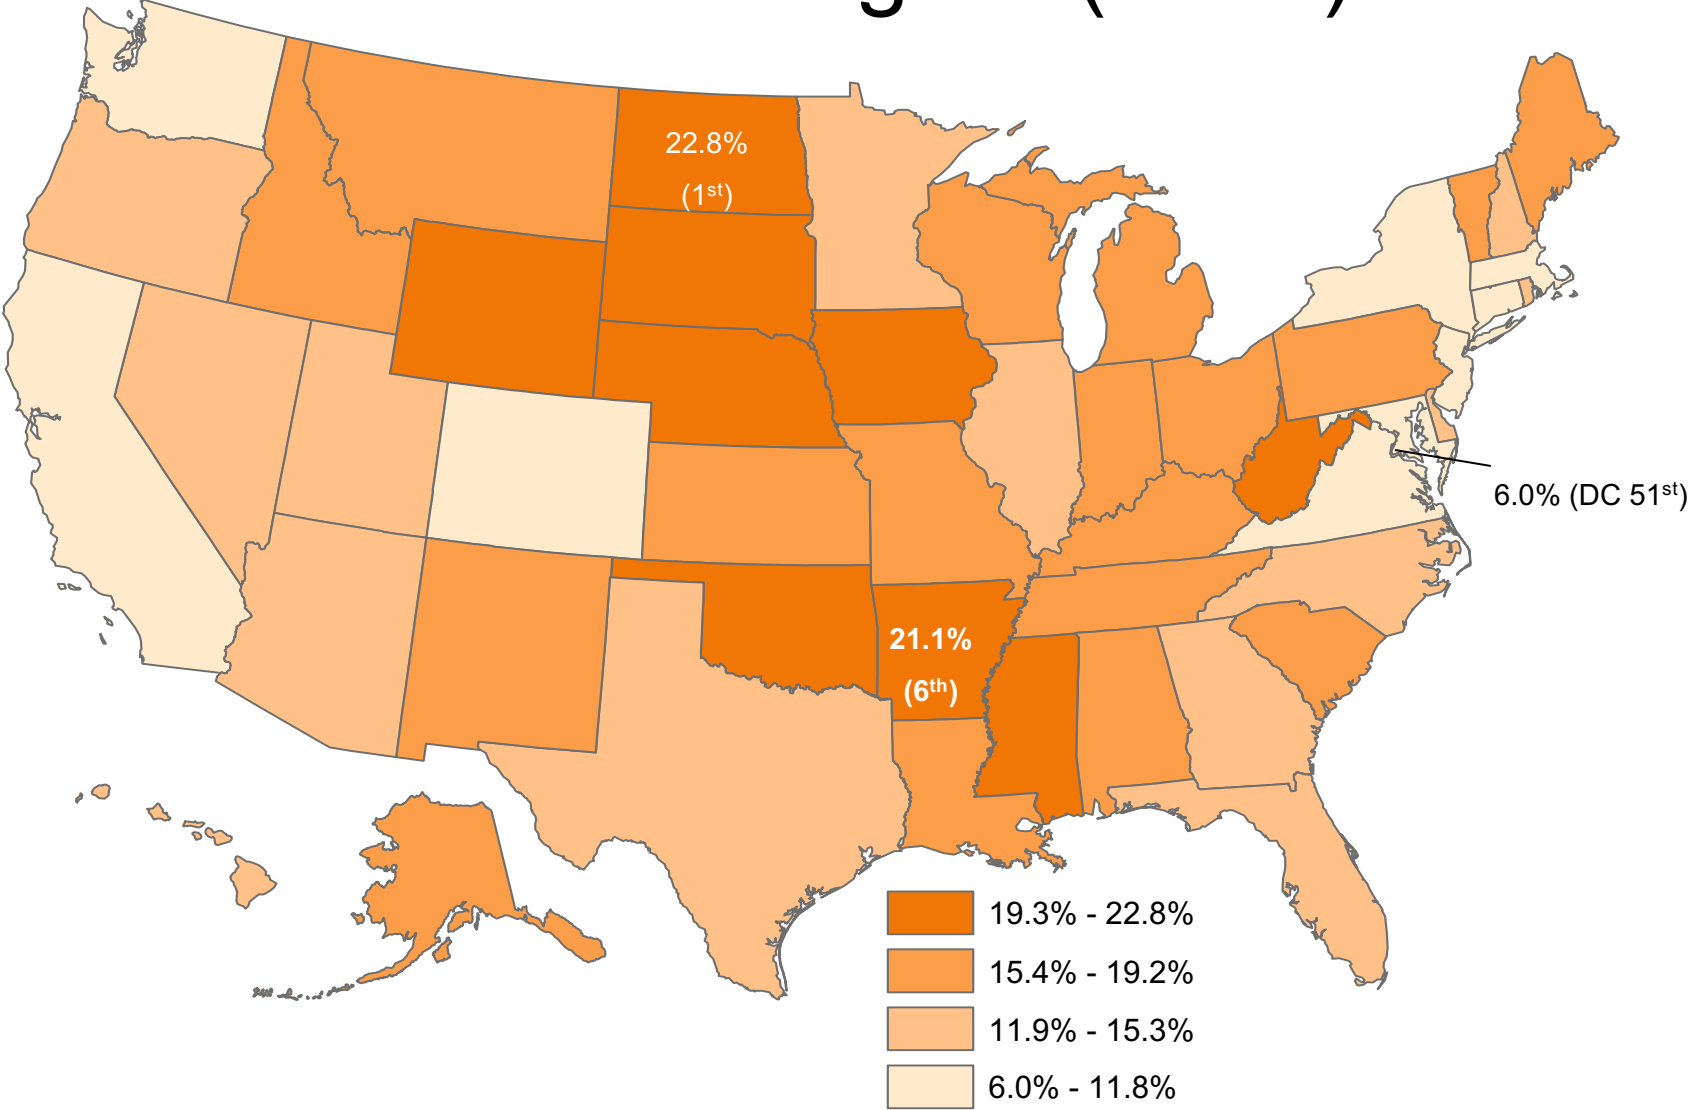 22.8%
(1st)
6.0% (DC 51st)
21.1%
(6th)
19.3% - 22.8%
15.4% - 19.2%
11.9% - 15.3%
6.0% - 11.8%